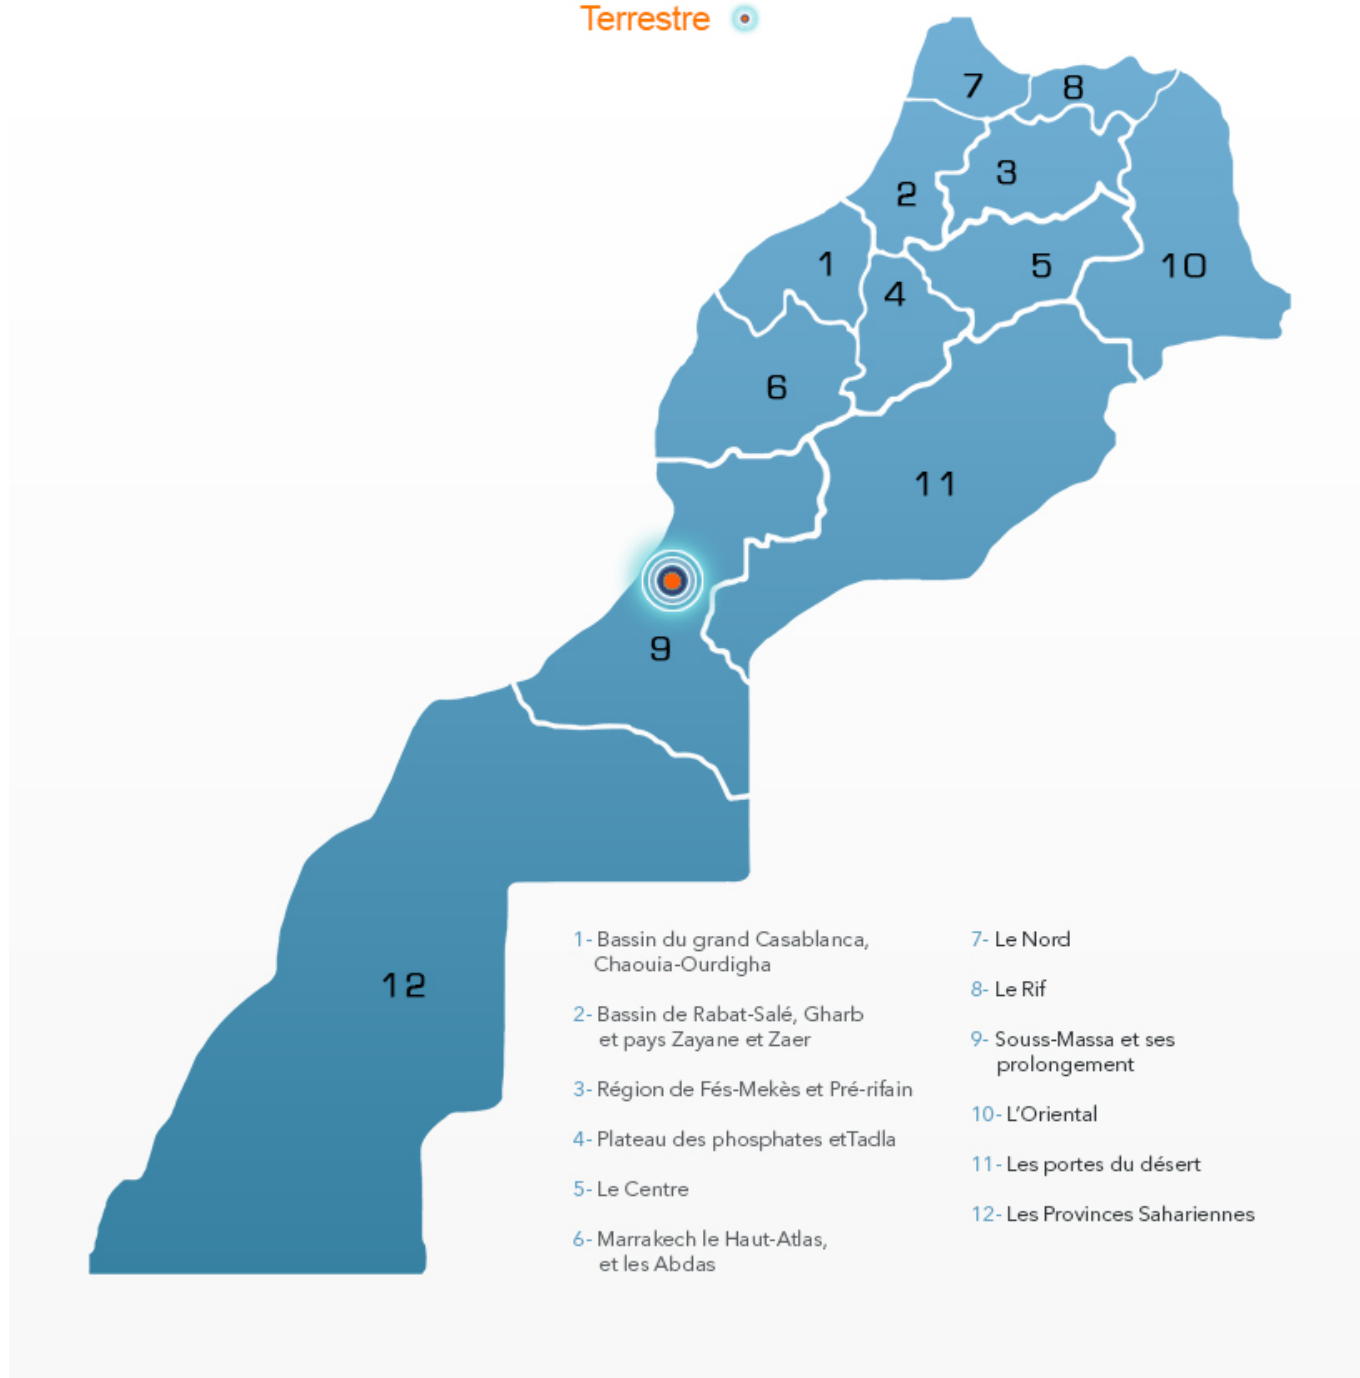 Terrestre
7
8
3
2
1
5
10
4
6
11
9
12
1- Bassin du grand Casablanca,
Chaouia-Ourdigha
2- Bassin de Rabat-Salé, Gharb
et pays Zayane et Zaer
3- Région de Fés-Mekès et Pré-rifain
4- Plateau des phosphates etTadla
5- Le Centre
6- Marrakech le Haut-Atlas,
et les Abdas
7- Le Nord
8- Le Rif
9- Souss-Massa et ses
prolongement
10- L’Oriental
11- Les portes du désert
12- Les Provinces Sahariennes